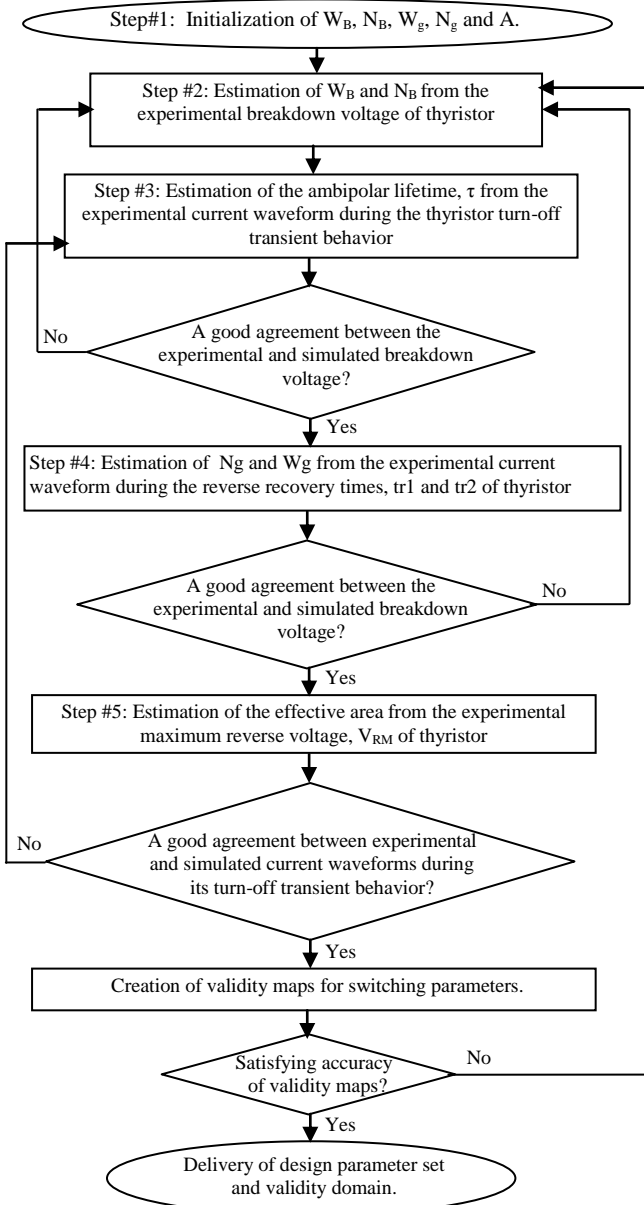 Step#1: Initialization of W_B, N_B, W_g, N_g and A.
Step #2: Estimation of W_B and N_B from the
experimental breakdown voltage of thyristor
Step #3: Estimation of the ambipolar lifetime, τ from the
experimental current waveform during the thyristor turn-off
transient behavior
No
A good agreement between the
experimental and simulated breakdown
voltage?
Yes
Step #4: Estimation of Ng and Wg from the experimental current
waveform during the reverse recovery times, tr1 and tr2 of thyristor
A good agreement between the
experimental and simulated breakdown
voltage?
No
Yes
Step #5: Estimation of the effective area from the experimental
maximum reverse voltage, V_RM of thyristor
No
A good agreement between experimental
and simulated current waveforms during
its turn-off transient behavior?
Yes
Creation of validity maps for switching parameters.
Satisfying accuracy
of validity maps?
No
Yes
Delivery of design parameter set
and validity domain.